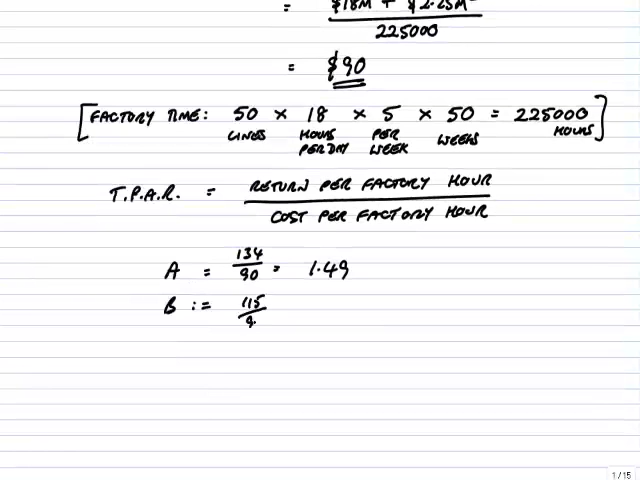 = $18M + $2.25M
225000
= $90
[FACTORY TIME: 50 × 18 × 5 × 50 = 225000]
LINES HOURS PER WEEKS HOURS
PER DAY WEEK
T.P.A.R. = RETURN PER FACTORY HOUR
COST PER FACTORY HOUR
A = 134/90 = 1.49
B := 115/9
1/15